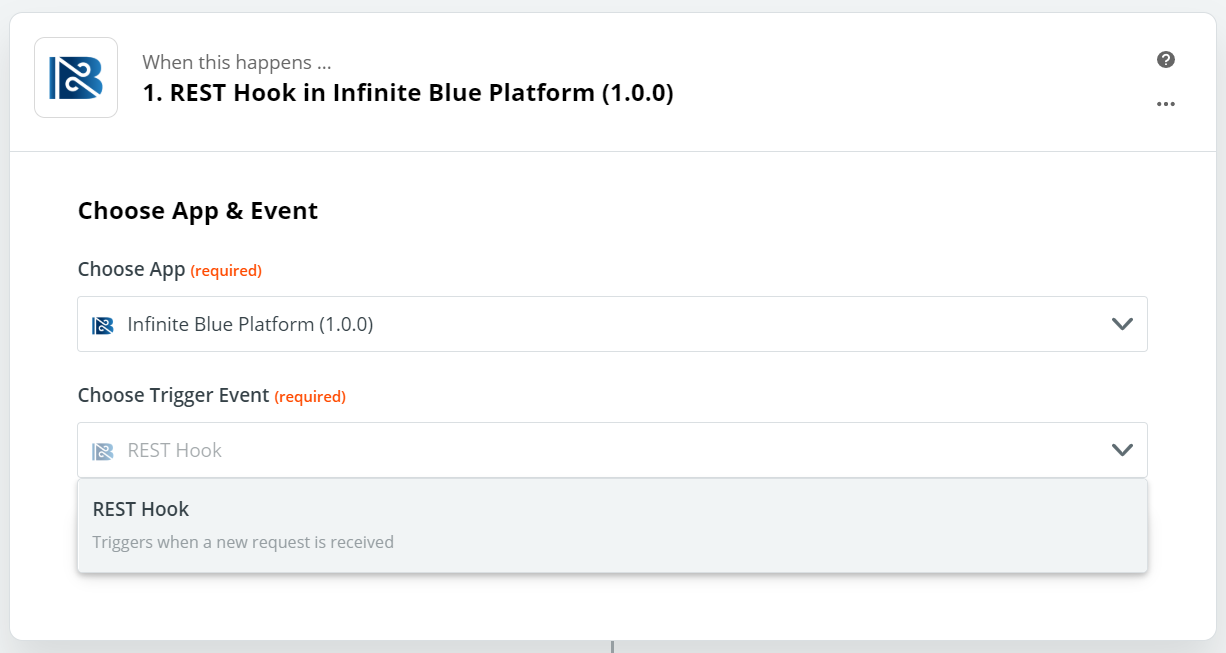 When this happens ...
1. REST Hook in Infinite Blue Platform (1.0.0)
Choose App & Event
Choose App (required)
Infinite Blue Platform (1.0.0)
Choose Trigger Event (required)
REST Hook
REST Hook
Triggers when a new request is received